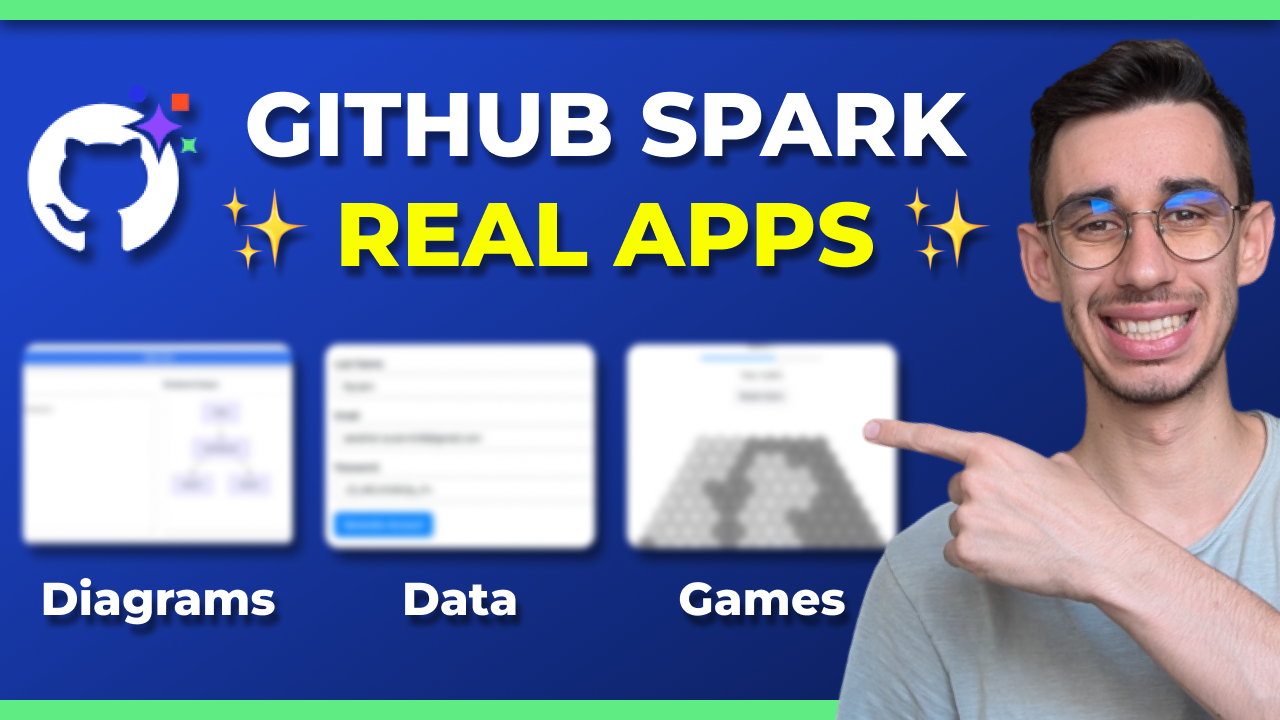 GITHUB SPARK
✨ REAL APPS ✨
Diagrams
Data
Games